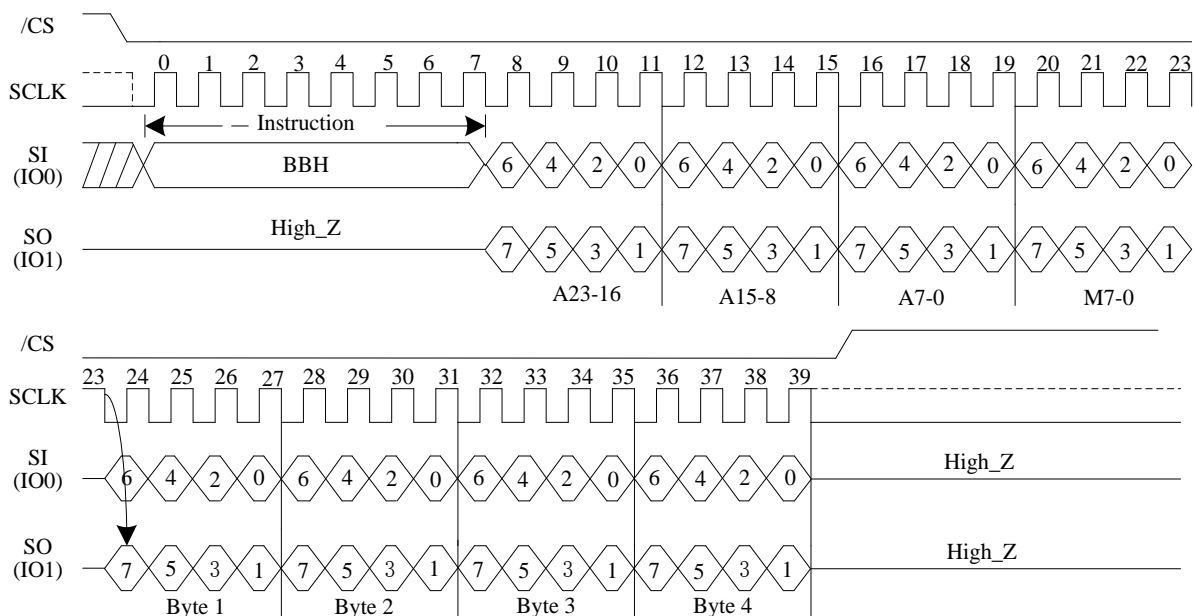 /CS
0 1 2 3 4 5 6 7 8 9 10 11 12 13 14 15 16 17 18 19 20 21 22 23
SCLK
Instruction
SI
(IO0)
BBH 6 4 2 0 6 4 2 0 6 4 2 0 6 4 2 0
SO
(IO1)
High_Z 7 5 3 1 7 5 3 1 7 5 3 1 7 5 3 1
A23-16 A15-8 A7-0 M7-0
/CS
23 24 25 26 27 28 29 30 31 32 33 34 35 36 37 38 39
SCLK
SI
(IO0)
6 4 2 0 6 4 2 0 6 4 2 0 6 4 2 0 High_Z
SO
(IO1)
7 5 3 1 7 5 3 1 7 5 3 1 7 5 3 1 High_Z
Byte 1 Byte 2 Byte 3 Byte 4